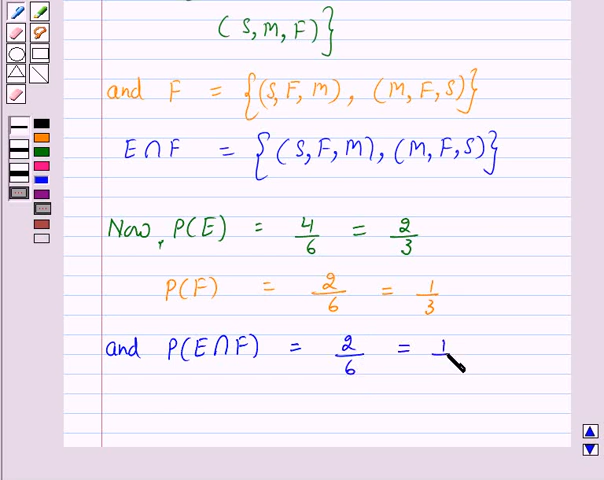 (S, M, F)}
and F = {(S, F, M), (M, F, S)}
E∩F = {(S, F, M), (M, F, S)}
Now, P(E) = 4/6 = 2/3
P(F) = 2/6 = 1/3
and P(E∩F) = 2/6 = 1/